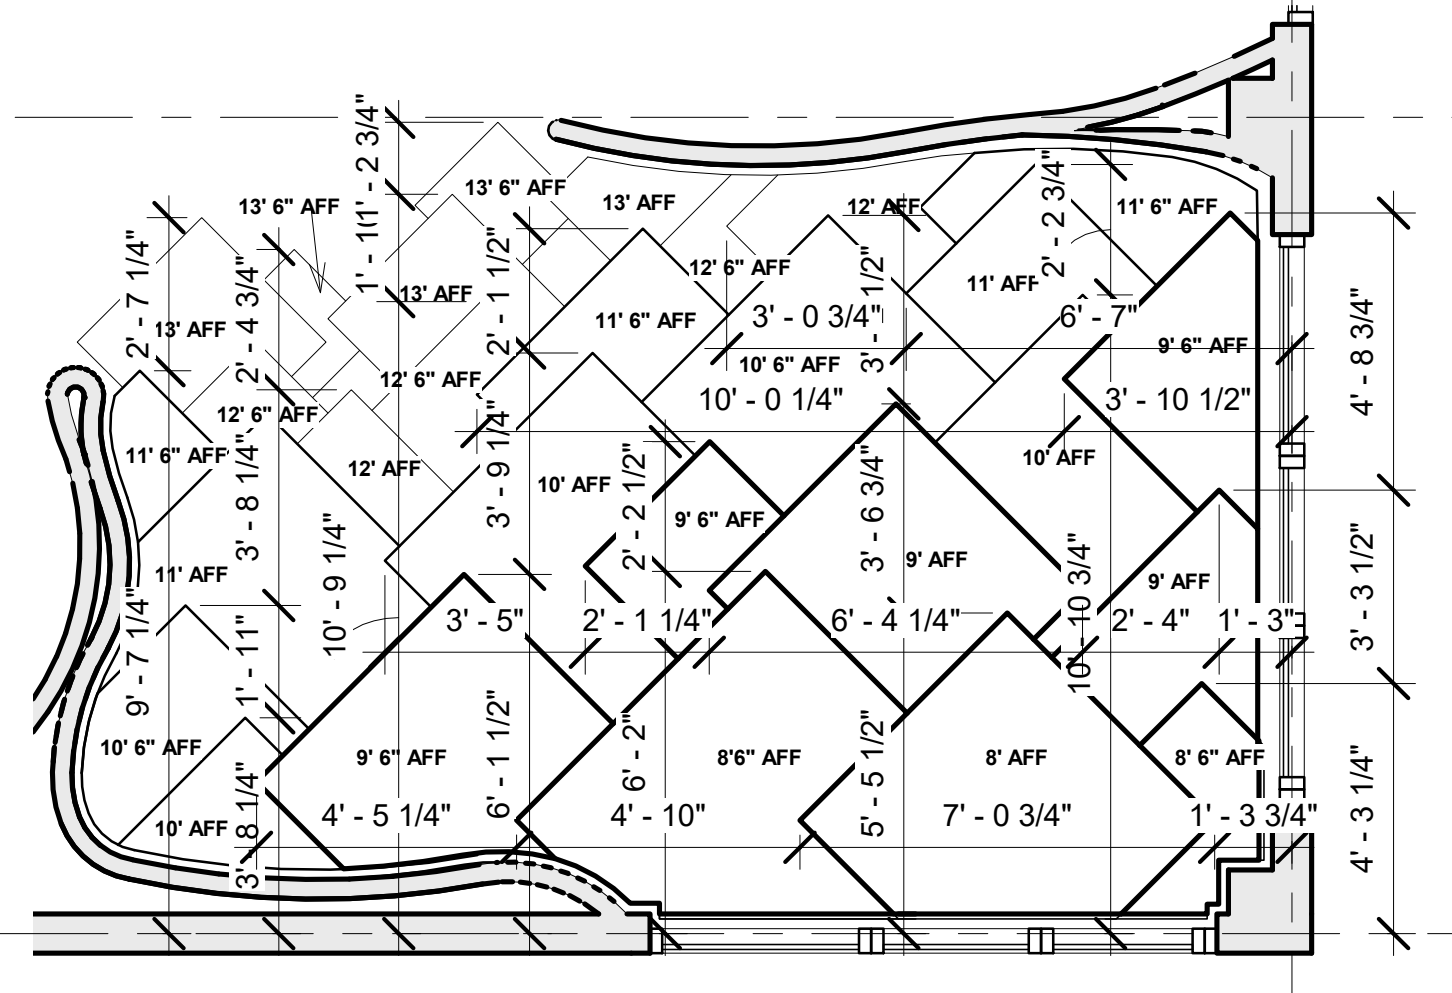 1'- 2 3/4"
13' 6" AFF
13' 6" AFF
13' AFF
12' AFF
11' 6" AFF
2' - 2 3/4"
2' - 7 1/4"
2' - 4 3/4"
2' - 1 1/2"
12' 6" AFF
11' AFF
13' AFF
13' AFF
11' 6" AFF
3' - 0 3/4"
3' - 1 1/2"
6' - 7"
9' 6" AFF
4' - 8 3/4"
12' 6" AFF
10' 6" AFF
10' - 0 1/4"
3' - 10 1/2"
12' 6" AFF
11' 6" AFF
12' AFF
3' - 8 1/4"
3' - 9 1/4"
10' AFF
2' - 2 1/2"
9' 6" AFF
3' - 6 3/4"
10' AFF
11' AFF
10' - 9 1/4"
9' AFF
10' - 10 3/4"
9' AFF
3' - 3 1/2"
9' - 7 1/4"
1' - 11"
3' - 5"
2' - 1 1/4"
6' - 4 1/4"
2' - 4"
1' - 3"
10' 6" AFF
9' 6" AFF
6' - 1 1/2"
6' - 2"
8'6" AFF
5' - 5 1/2"
8' AFF
8' 6" AFF
4' - 3 1/4"
10' AFF
3' - 8 1/4"
4' - 5 1/4"
4' - 10"
7' - 0 3/4"
1' - 3 3/4"